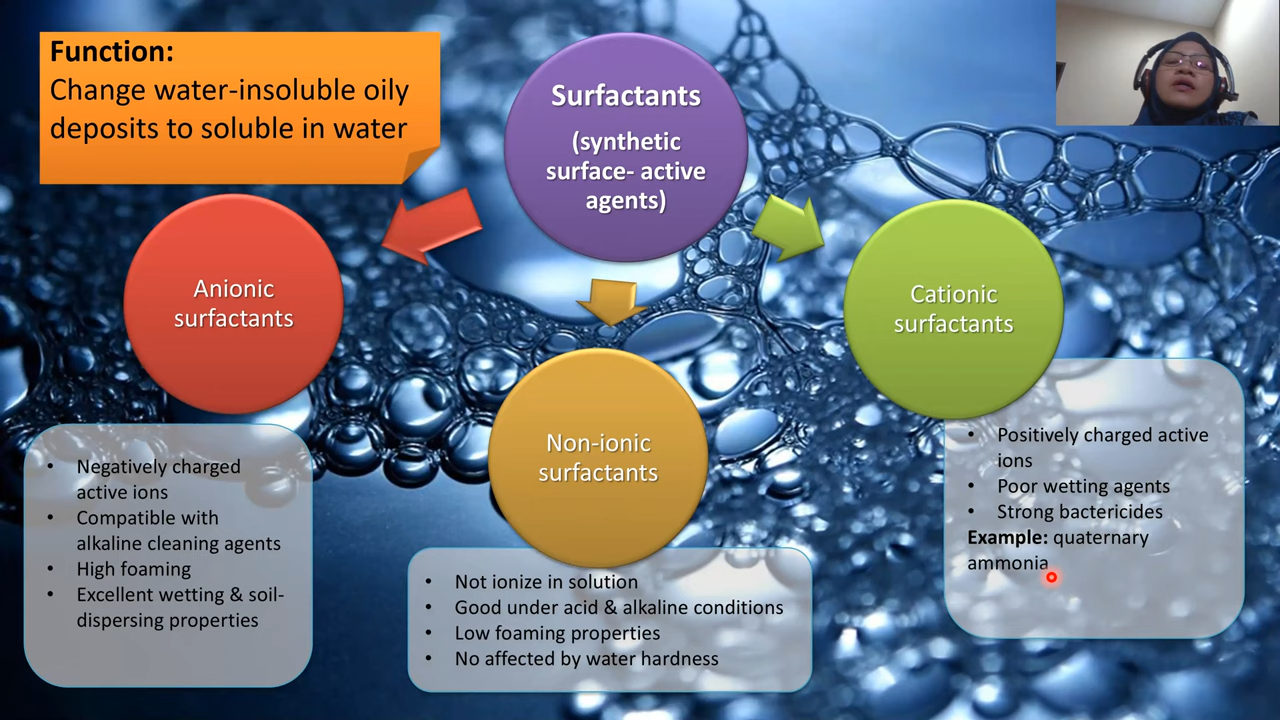 Function:
Change water-insoluble oily
deposits to soluble in water
Surfactants
(synthetic
surface- active
agents)
Anionic
surfactants
Non-ionic
surfactants
Cationic
surfactants
• Negatively charged
active ions
• Compatible with
alkaline cleaning agents
• High foaming
• Excellent wetting & soil-
dispersing properties
• Not ionize in solution
• Good under acid & alkaline conditions
• Low foaming properties
• No affected by water hardness
• Positively charged active
ions
• Poor wetting agents
• Strong bactericides
Example: quaternary
ammonia